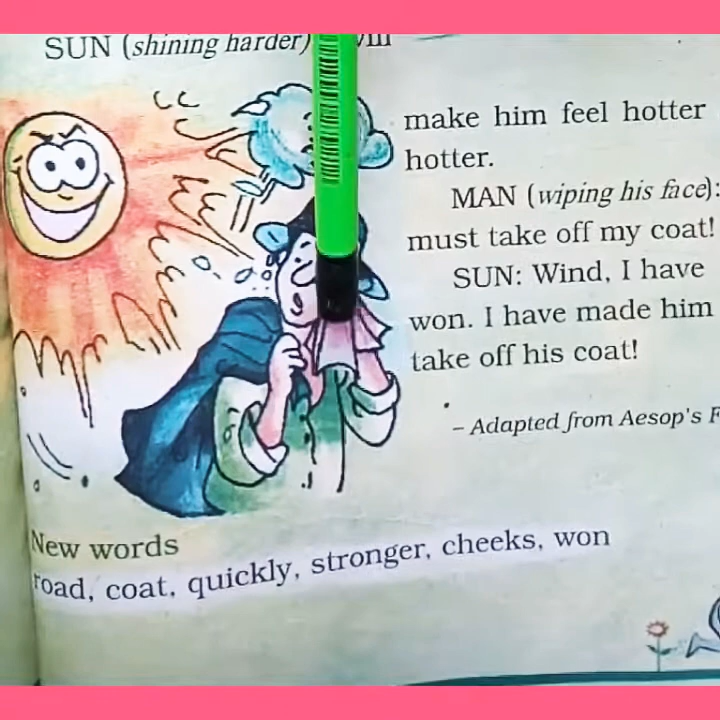 SUN (shining harder)
make him feel hotter
hotter.
MAN (wiping his face):
must take off my coat!
SUN: Wind, I have
won. I have made him
take off his coat!
– Adapted from Aesop's F
New words
road, coat, quickly, stronger, cheeks, won